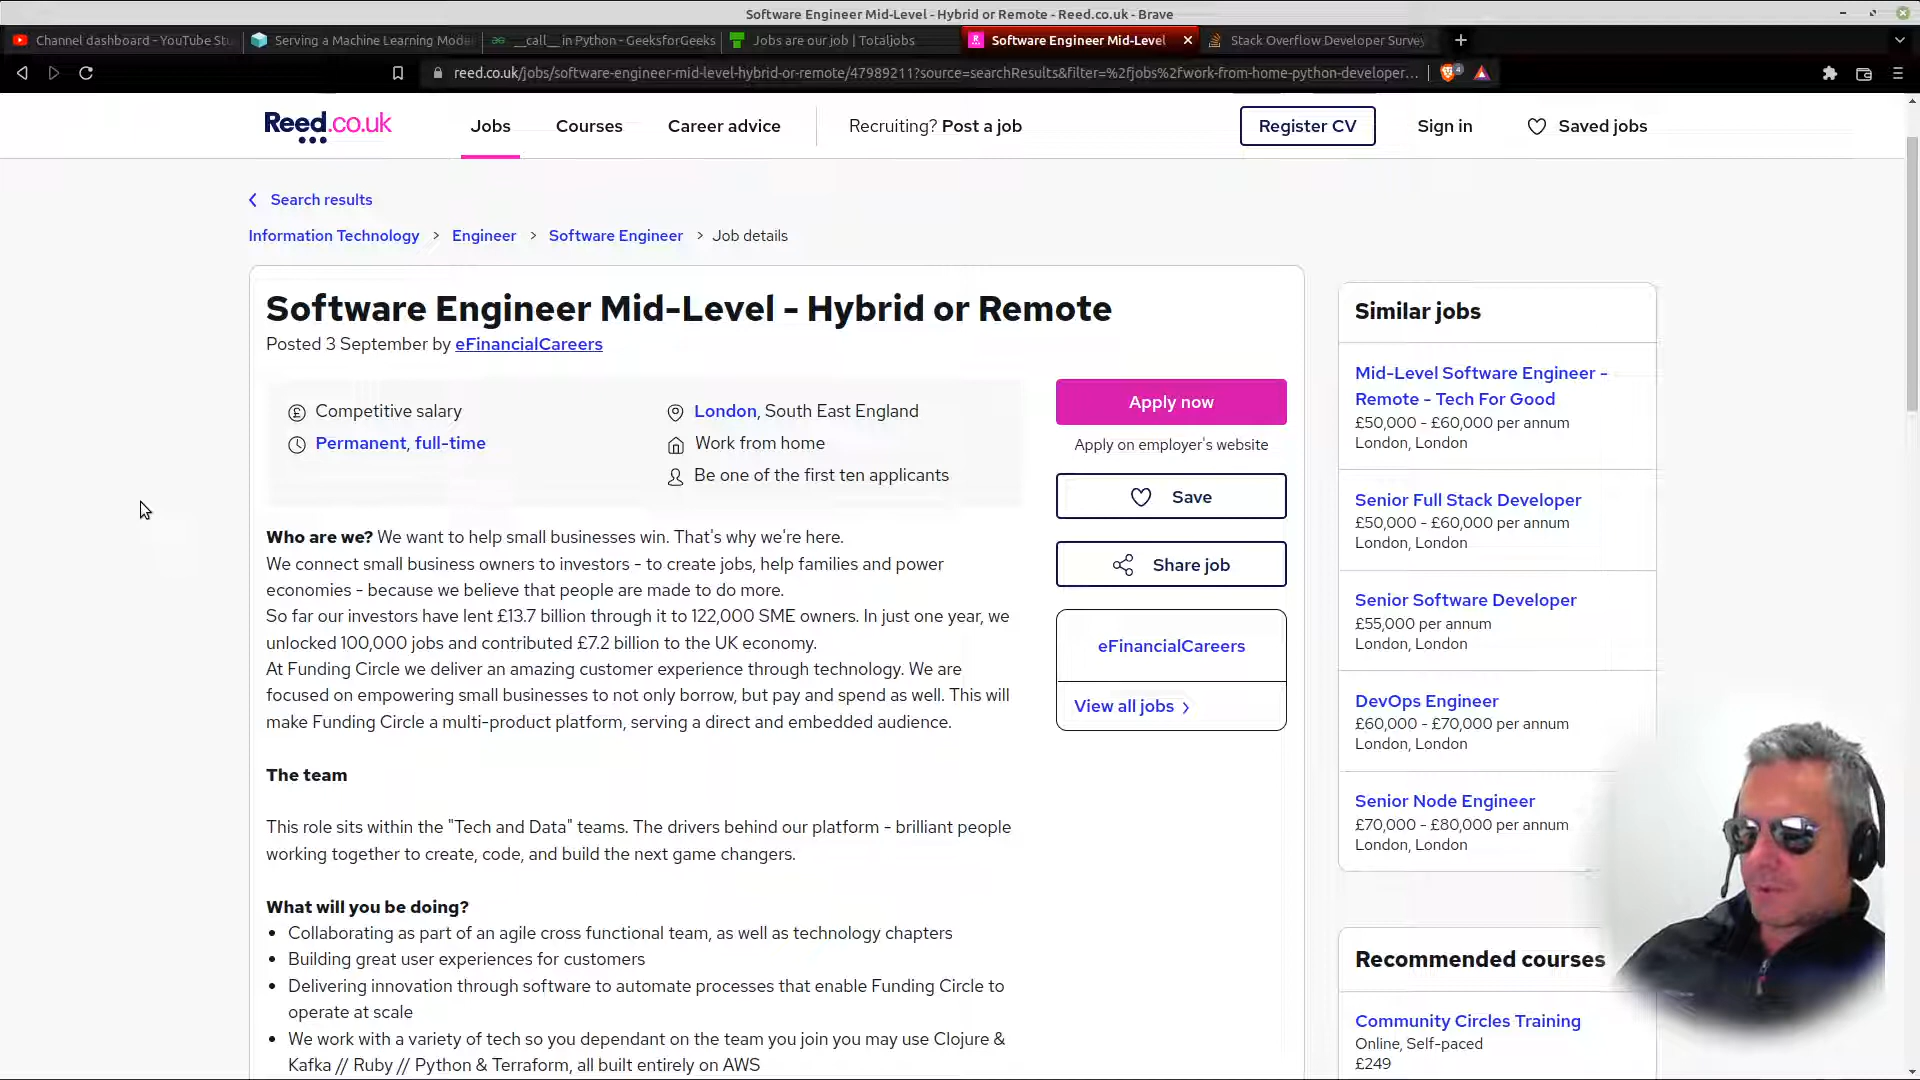 Software Engineer Mid-Level - Hybrid or Remote - Reed.co.uk - Brave
Channel dashboard - YouTube Stu
Serving a Machine Learning Mode
__call__ in Python - GeeksforGeeks
Jobs are our job | Totaljobs
Software Engineer Mid-Level
Stack Overflow Developer Survey
reed.co.uk/jobs/software-engineer-mid-level-hybrid-or-remote/47989211?source=searchResults&filter=%2fjobs%2fwork-from-home-python-developer...
4
Reed.co.uk
Jobs
Courses
Career advice
Recruiting? Post a job
Register CV
Sign in
Saved jobs
Search results
Information Technology > Engineer > Software Engineer > Job details
Software Engineer Mid-Level - Hybrid or Remote
Posted 3 September by eFinancialCareers
Competitive salary
Permanent, full-time
London, South East England
Work from home
Be one of the first ten applicants
Apply now
Apply on employer's website
Save
Share job
eFinancialCareers
View all jobs
Who are we? We want to help small businesses win. That's why we're here.
We connect small business owners to investors - to create jobs, help families and power
economies - because we believe that people are made to do more.
So far our investors have lent £13.7 billion through it to 122,000 SME owners. In just one year, we
unlocked 100,000 jobs and contributed £7.2 billion to the UK economy.
At Funding Circle we deliver an amazing customer experience through technology. We are
focused on empowering small businesses to not only borrow, but pay and spend as well. This will
make Funding Circle a multi-product platform, serving a direct and embedded audience.
The team
This role sits within the "Tech and Data" teams. The drivers behind our platform - brilliant people
working together to create, code, and build the next game changers.
What will you be doing?
• Collaborating as part of an agile cross functional team, as well as technology chapters
• Building great user experiences for customers
• Delivering innovation through software to automate processes that enable Funding Circle to
operate at scale
• We work with a variety of tech so you dependant on the team you join you may use Clojure &
Kafka // Ruby // Python & Terraform, all built entirely on AWS
Similar jobs
Mid-Level Software Engineer -
Remote - Tech For Good
£50,000 - £60,000 per annum
London, London
Senior Full Stack Developer
£50,000 - £60,000 per annum
London, London
Senior Software Developer
£55,000 per annum
London, London
DevOps Engineer
£60,000 - £70,000 per annum
London, London
Senior Node Engineer
£70,000 - £80,000 per annum
London, London
Recommended courses
Community Circles Training
Online, Self-paced
£249